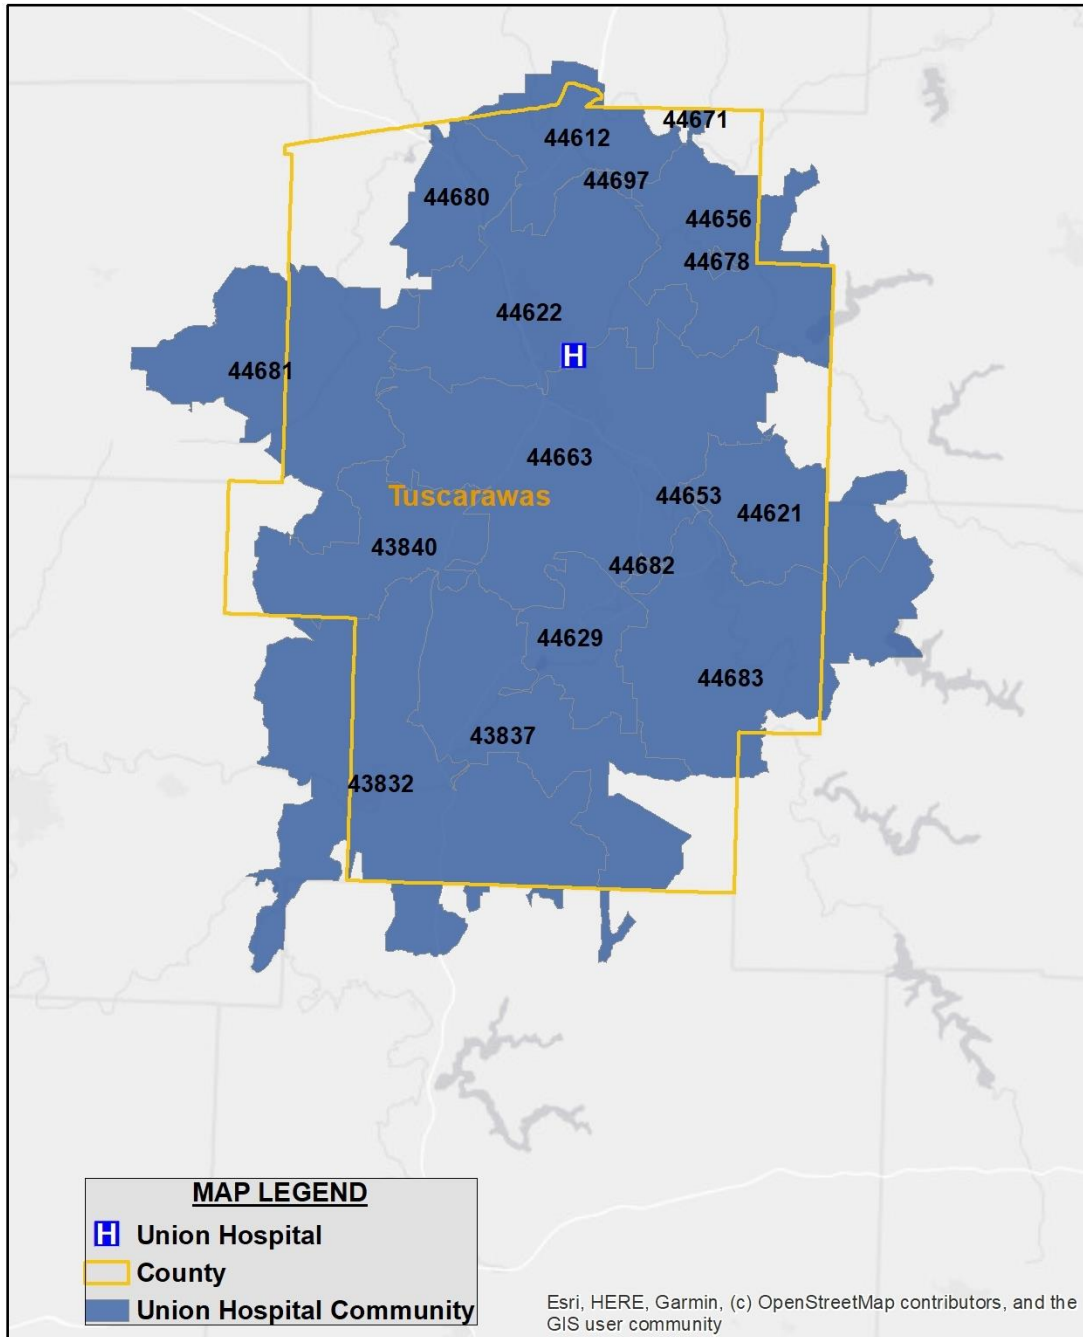 44671
44612
44697
44680
44656
44678
44622
H
44681
44663
Tuscarawas
44653
44621
43840
44682
44629
44683
43837
43832
MAP LEGEND
H Union Hospital
County
Union Hospital Community
Esri, HERE, Garmin, (c) OpenStreetMap contributors, and the
GIS user community